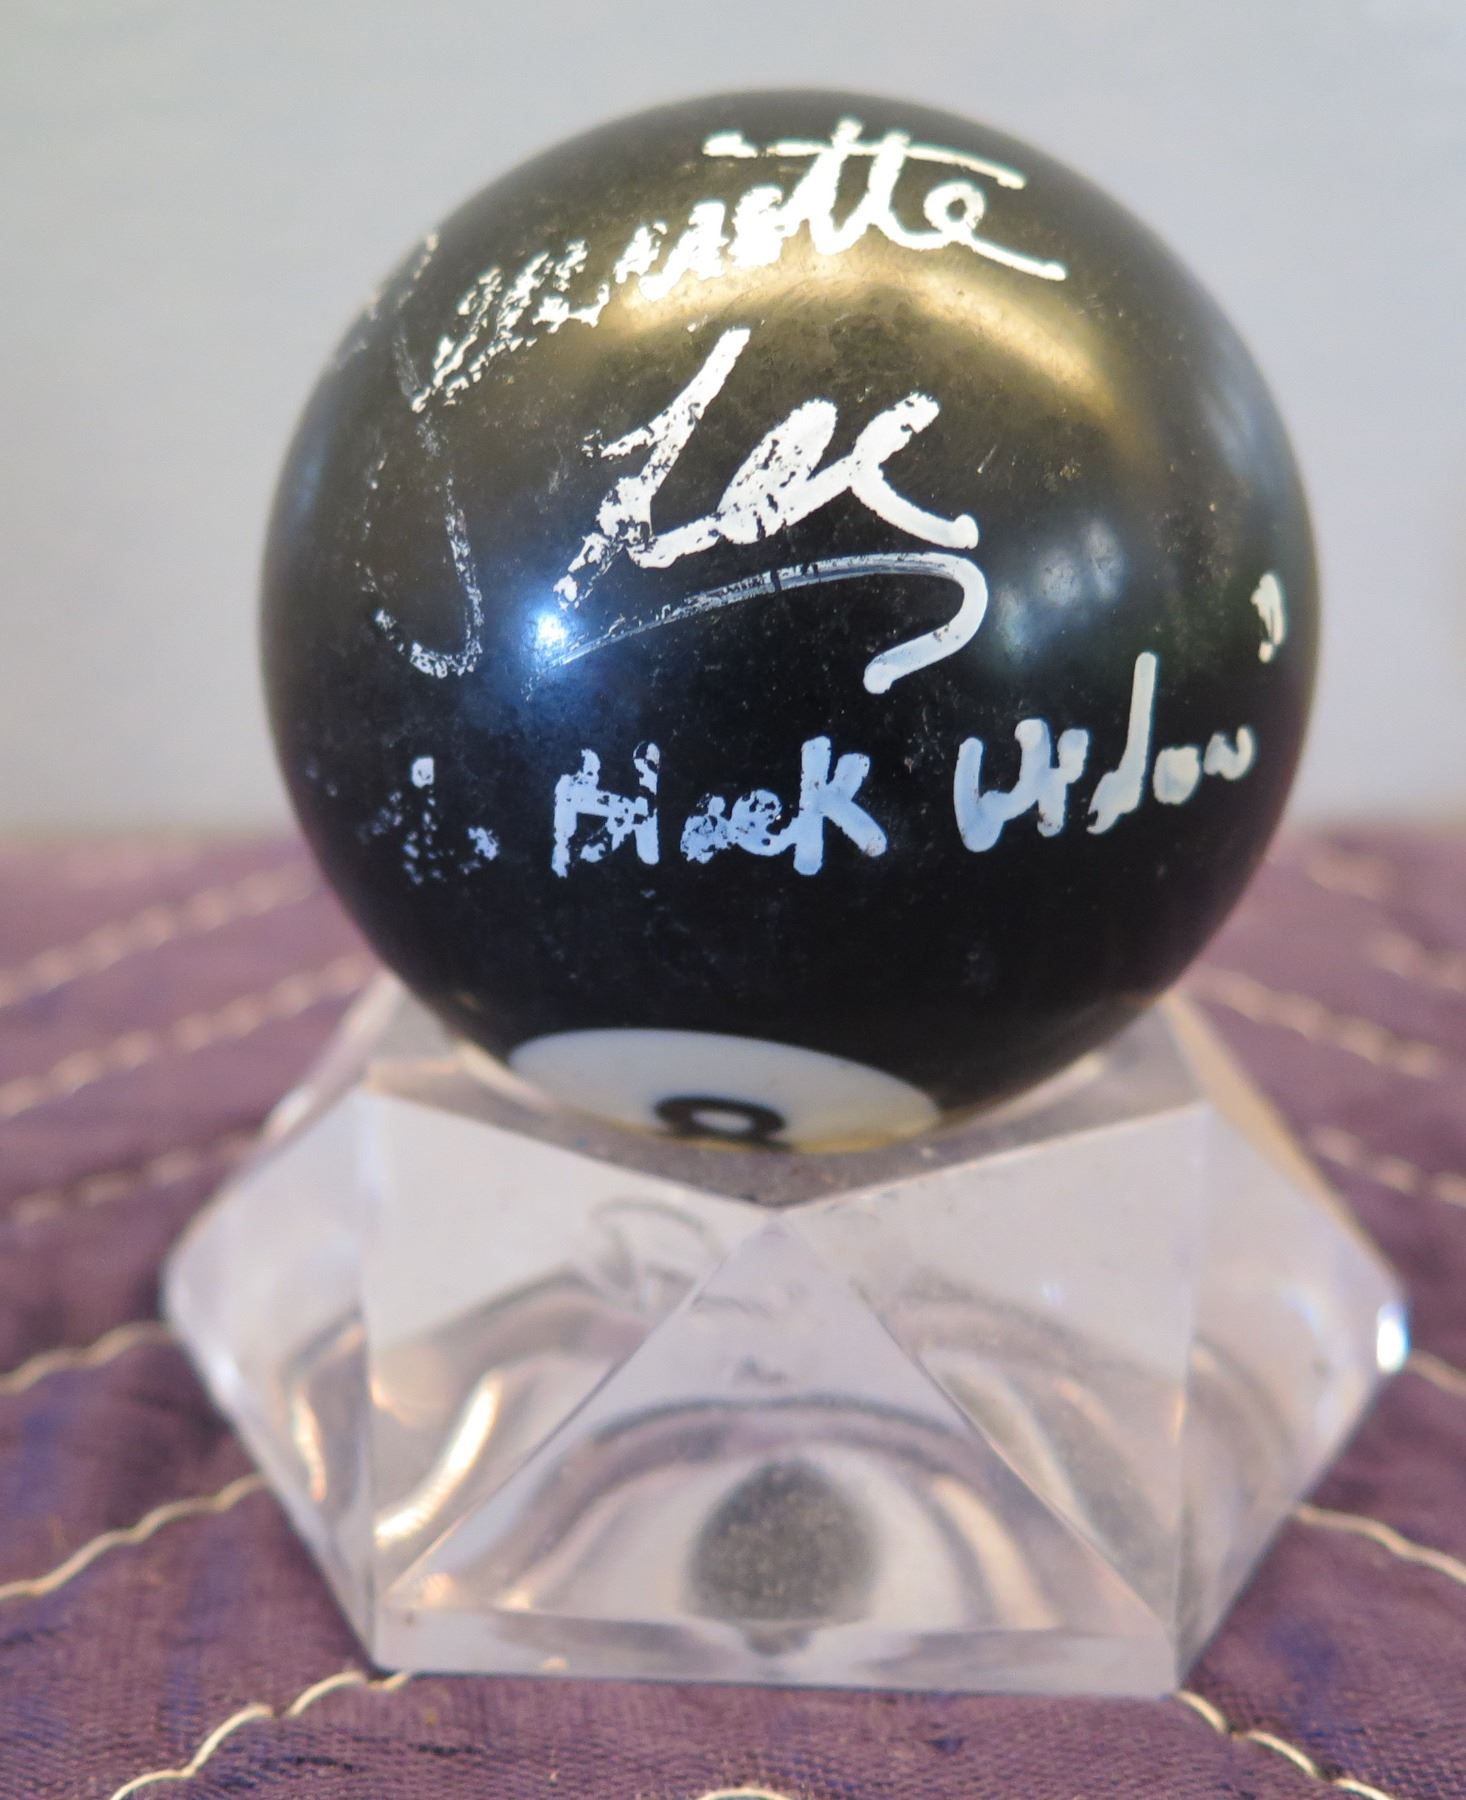 Jeanette
Lee
"Black Widow"
8